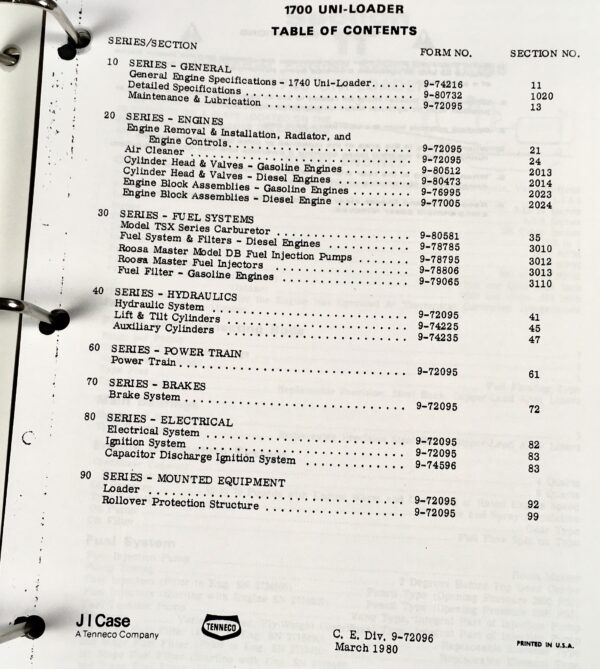 1700 UNI-LOADER
TABLE OF CONTENTS
SERIES/SECTION FORM NO. SECTION NO.
10 SERIES - GENERAL
General Engine Specifications - 1740 Uni-Loader...... 9-74216 11
Detailed Specifications .................... 9-80732 1020
Maintenance & Lubrication ................. 9-72095 13
20 SERIES - ENGINES
Engine Removal & Installation, Radiator, and
Engine Controls......................... 9-72095 21
Air Cleaner ............................ 9-72095 24
Cylinder Head & Valves - Gasoline Engines ......... 9-80512 2013
Cylinder Head & Valves - Diesel Engines .......... 9-80473 2014
Engine Block Assemblies - Gasoline Engines ........ 9-76995 2023
Engine Block Assemblies - Diesel Engine .......... 9-77005 2024
30 SERIES - FUEL SYSTEMS
Model TSX Series Carburetor ................ 9-80581 35
Fuel System & Filters - Diesel Engines ........... 9-78785 3010
Roosa Master Model DB Fuel Injection Pumps ....... 9-78795 3012
Roosa Master Fuel Injectors ................ 9-78806 3013
Fuel Filter - Gasoline Engines ............... 9-79065 3110
40 SERIES - HYDRAULICS
Hydraulic System ....................... 9-72095 41
Lift & Tilt Cylinders ..................... 9-74225 45
Auxiliary Cylinders ..................... 9-74235 47
60 SERIES - POWER TRAIN
Power Train........................... 9-72095 61
70 SERIES - BRAKES
Brake System .......................... 9-72095 72
80 SERIES - ELECTRICAL
Electrical System ....................... 9-72095 82
Ignition System ........................ 9-72095 83
Capacitor Discharge Ignition System ............ 9-74596 83
90 SERIES - MOUNTED EQUIPMENT
Loader .............................. 9-72095 92
Rollover Protection Structure ................ 9-72095 99
J I Case
A Tenneco Company
TENNECO
C. E. Div. 9-72096
March 1980
PRINTED IN U.S.A.
Fuel System